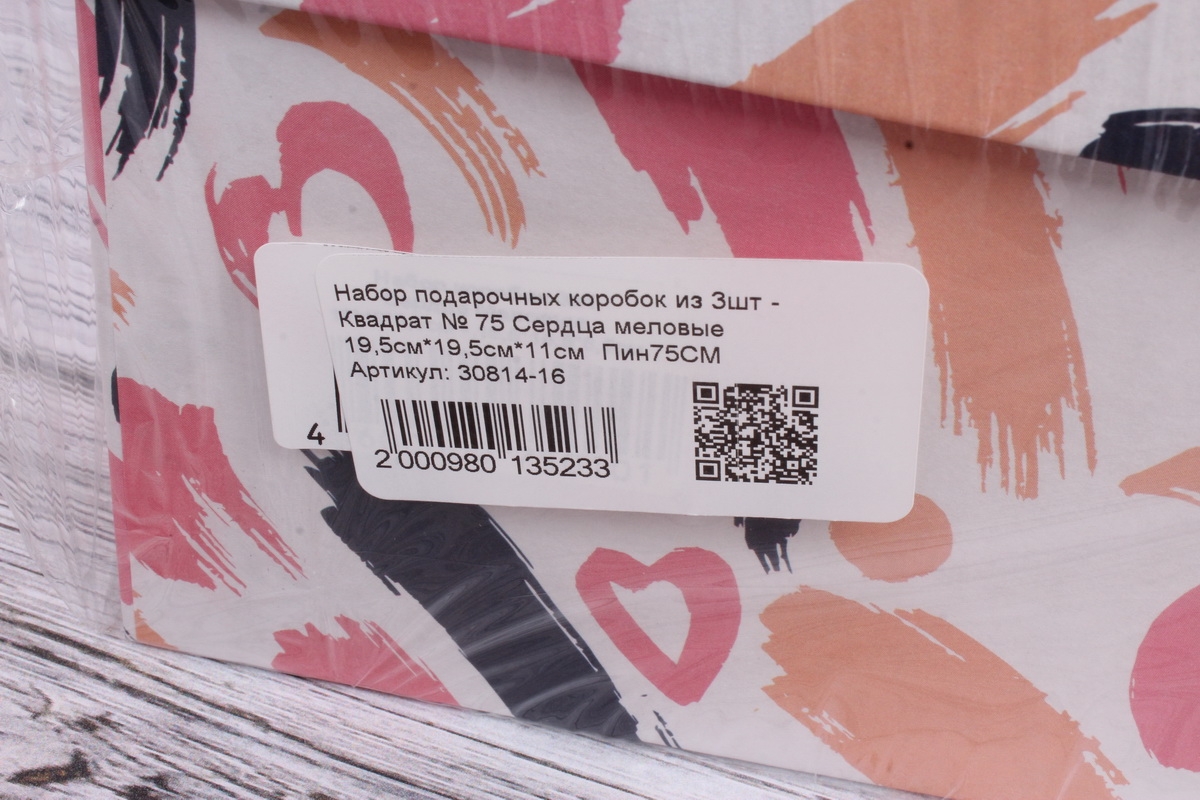 Набор подарочных коробок из 3шт -
Квадрат № 75 Сердца меловые
19,5см*19,5см*11см Пин75СМ
Артикул: 30814-16
2 000980 135233
4